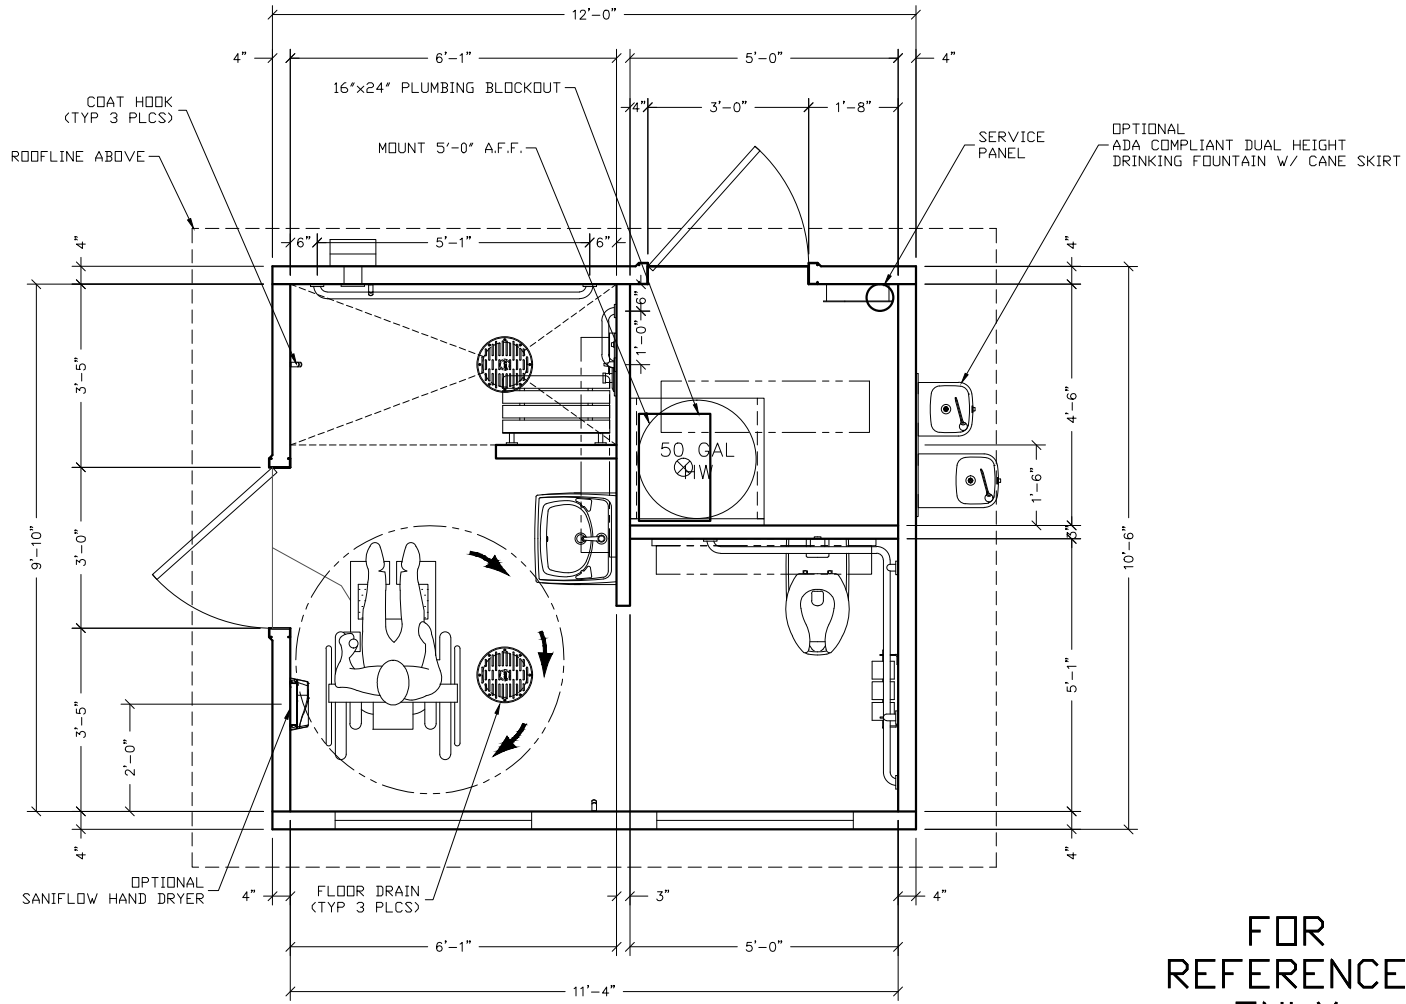 12'-0"
4"
6'-1"
5'-0"
4"
16"x24" PLUMBING BLOCKOUT
4"
3'-0"
1'-8"
COAT HOOK
(TYP 3 PLCS)
MOUNT 5'-0" A.F.F.
SERVICE
PANEL
OPTIONAL
ADA COMPLIANT DUAL HEIGHT
DRINKING FOUNTAIN W/ CANE SKIRT
ROOFLINE ABOVE
4"
6"
5'-1"
6"
4"
6"
1'-0"
3'-5"
4'-6"
50 GAL
HW
1'-6"
9'-10"
3'-0"
3"
10'-6"
5'-1"
3'-5"
2'-0"
4"
4"
OPTIONAL
SANIFLOW HAND DRYER
4"
FLOOR DRAIN
(TYP 3 PLCS)
3"
4"
6'-1"
5'-0"
11'-4"
FOR
REFERENCE